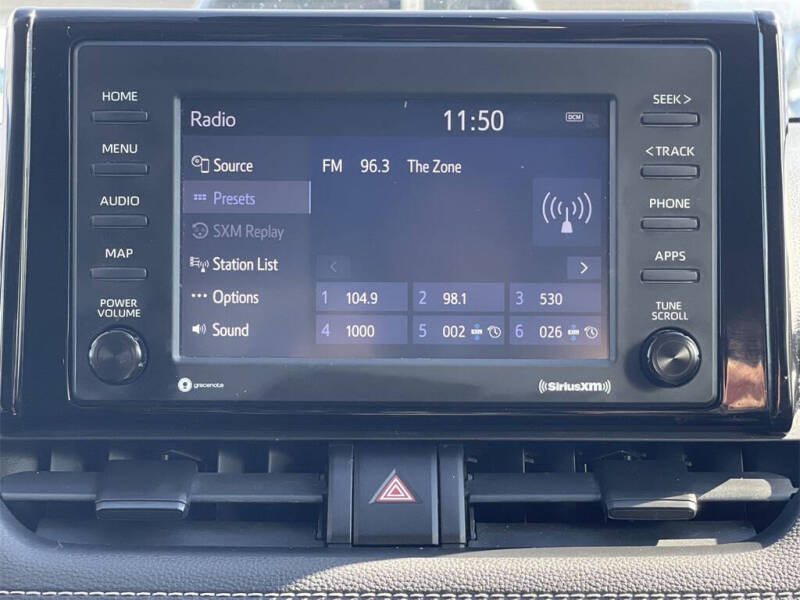 HOME
MENU
AUDIO
MAP
POWER
VOLUME
Radio 11:50 DCM
Source
Presets
SXM Replay
Station List
Options
Sound
FM 96.3 The Zone
1 104.9 2 98.1 3 530
4 1000 5 002 6 026
SEEK >
< TRACK
PHONE
APPS
TUNE
SCROLL
gracenote
SiriusXM